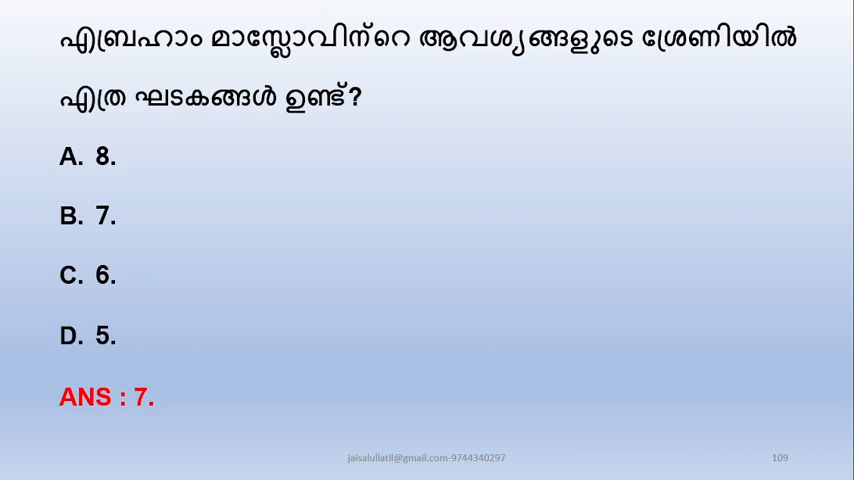 എബ്രഹാം മാസ്ലോവിന്റെ ആവശ്യങ്ങളുടെ ശ്രേണിയിൽ
എത്ര ഘടകങ്ങൾ ഉണ്ട്?
A. 8.
B. 7.
C. 6.
D. 5.
ANS : 7.
jaisalullatil@gmail.com-9744340297
109